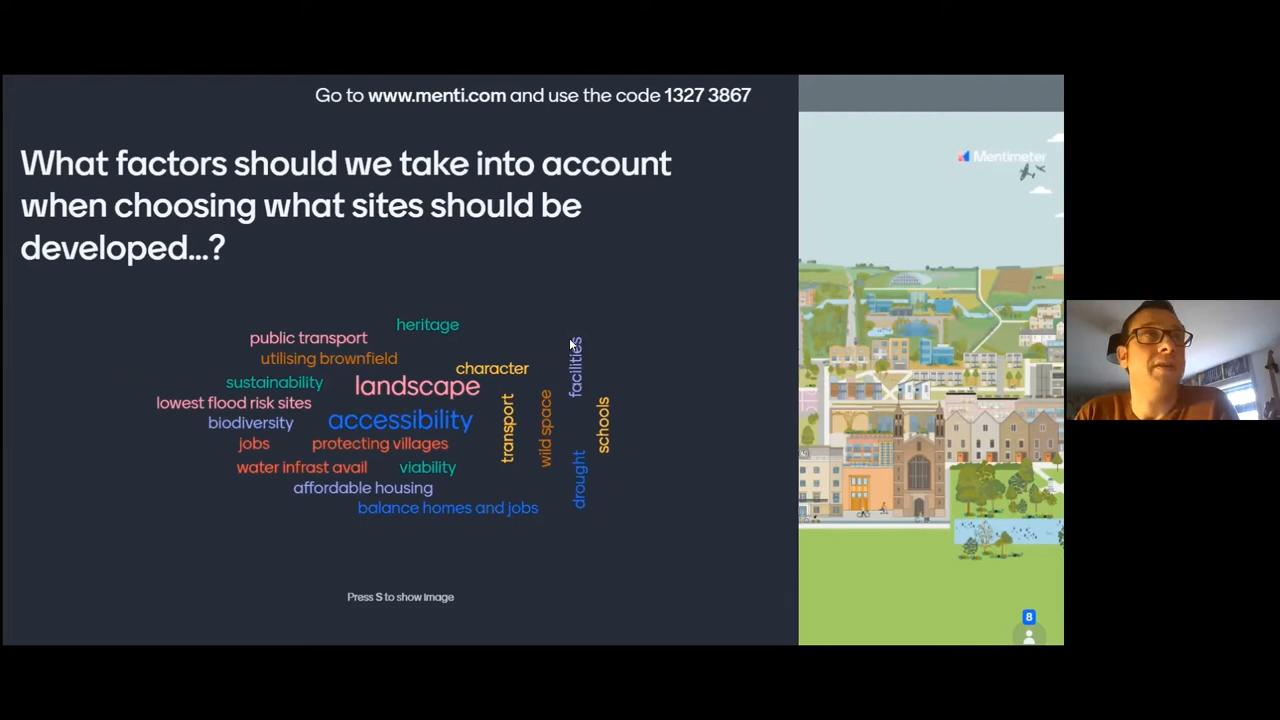 Go to www.menti.com and use the code 1327 3867
Mentimeter
What factors should we take into account
when choosing what sites should be
developed...?
heritage
public transport
facilities
utilising brownfield
character
sustainability
landscape
lowest flood risk sites
accessibility
transport
wild space
schools
biodiversity
jobs
protecting villages
water infrast avail
viability
drought
affordable housing
balance homes and jobs
Press S to show image
8